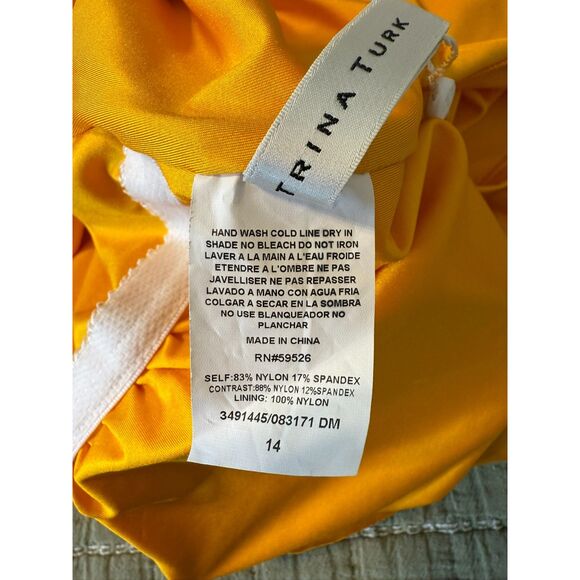 TRINA TURK
HAND WASH COLD LINE DRY IN
SHADE NO BLEACH DO NOT IRON
LAVER A LA MAIN A L'EAU FROIDE
ETENDRE A L'OMBRE NE PAS
JAVELLISER NE PAS REPASSER
LAVADO A MANO CON AGUA FRIA
COLGAR A SECAR EN LA SOMBRA
NO USE BLANQUEADOR NO
PLANCHAR
MADE IN CHINA
RN#59526
SELF:83% NYLON 17% SPANDEX
CONTRAST:88% NYLON 12%SPANDEX
LINING: 100% NYLON
3491445/083171 DM
14